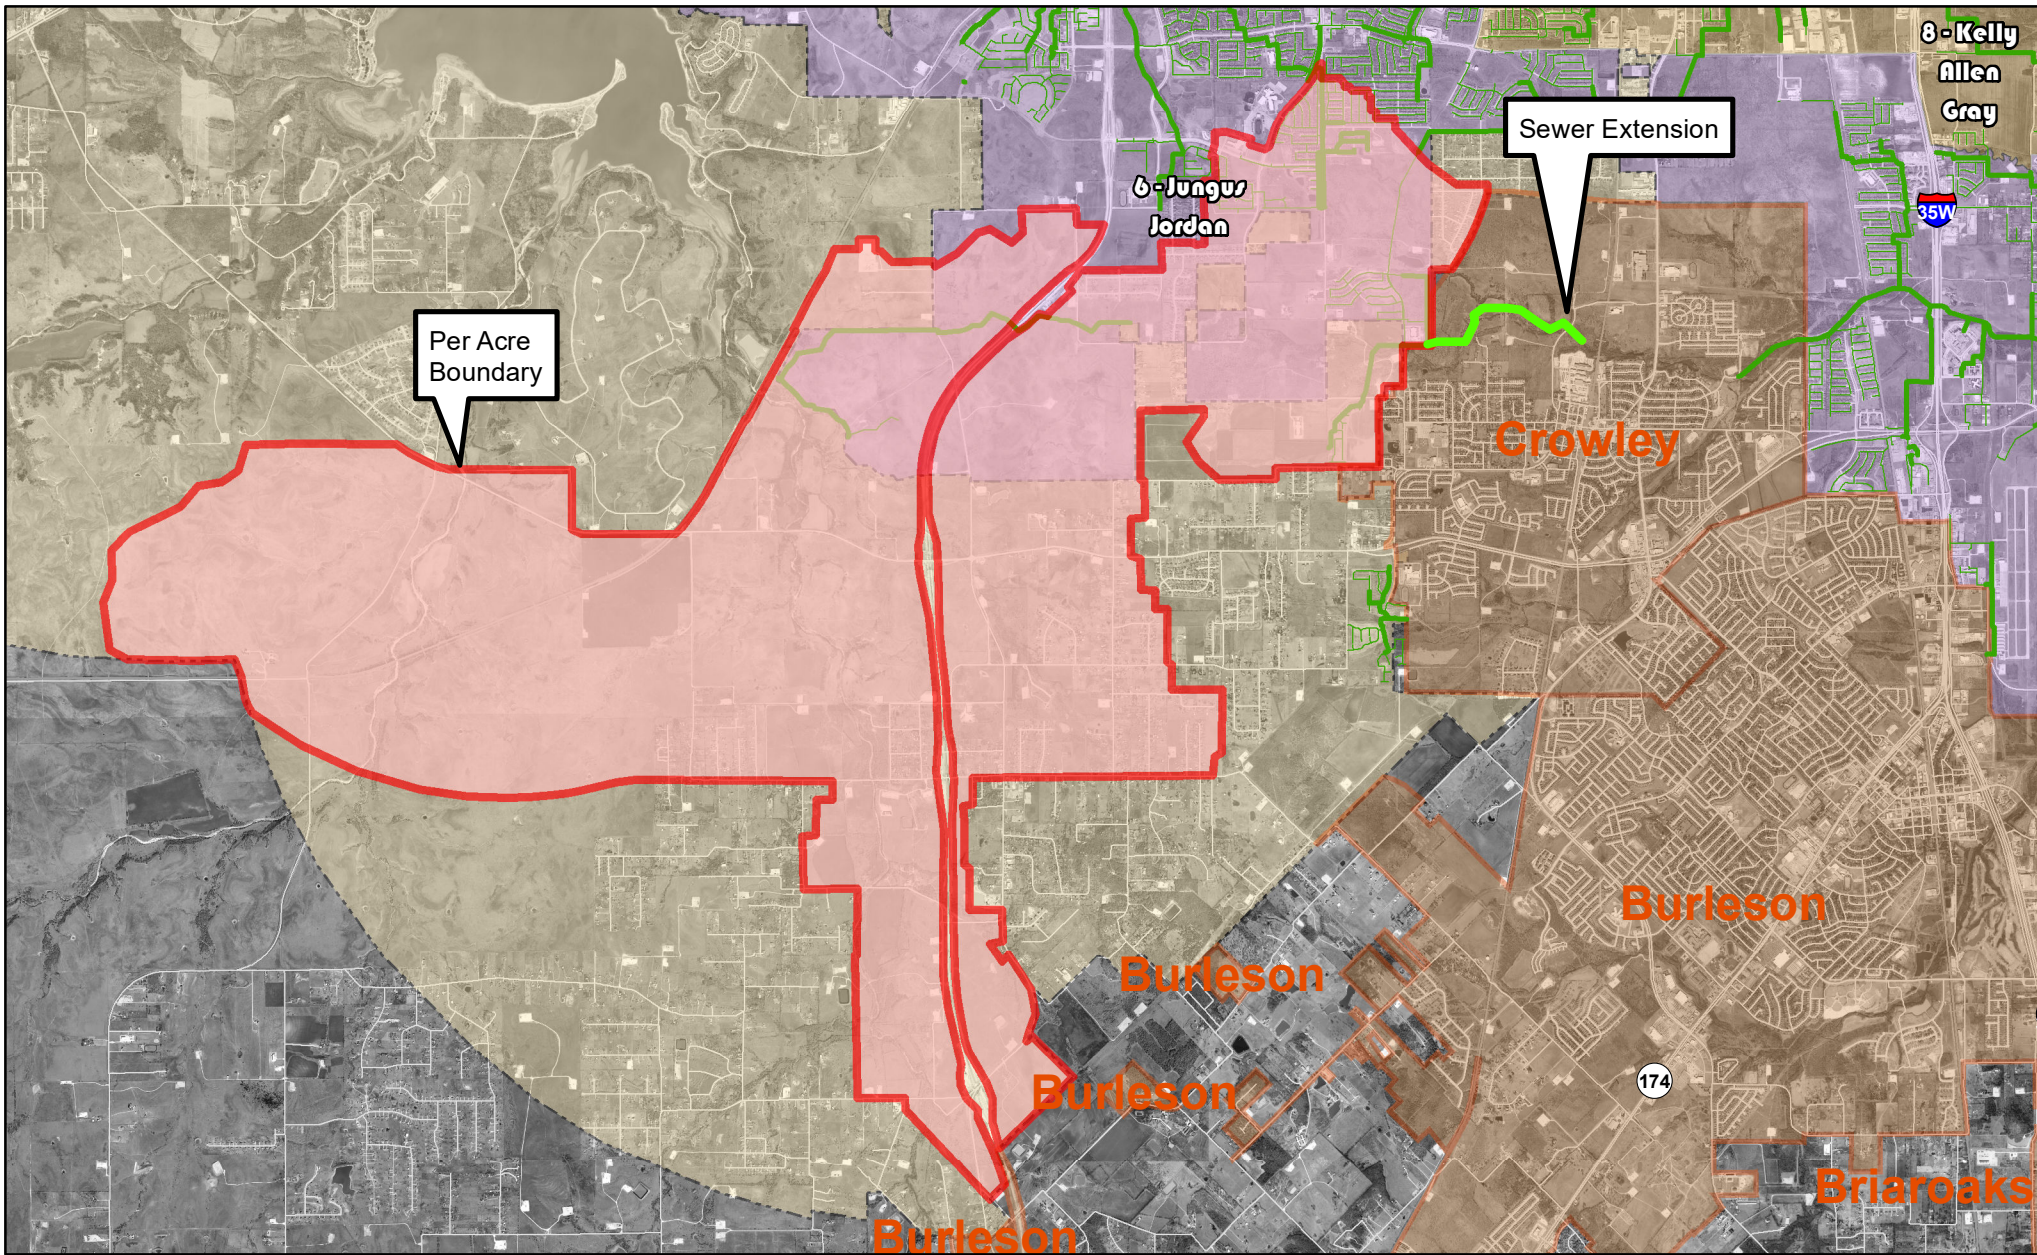 8 - Kelly
Allen
Gray
Sewer Extension
6 - Jungus
Jordan
35W
Per Acre
Boundary
Crowley
Burleson
Burleson
174
Burleson
Briaroaks
Burleson